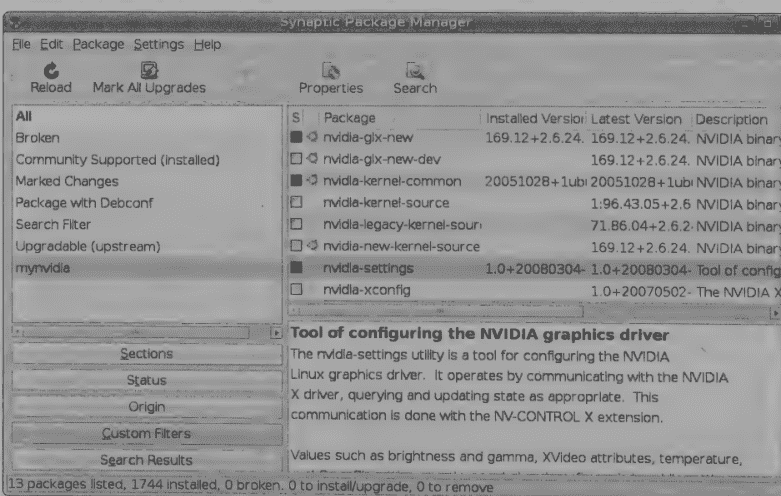 Synaptic Package Manager
File Edit Package Settings Help
Reload Mark All Upgrades Properties Search
All
Broken
Community Supported (installed)
Marked Changes
Package with Debconf
Search Filter
Upgradable (upstream)
mynvidia
Sections
Status
Origin
Custom Filters
Search Results
S Package Installed Version Latest Version Description
nvidia-glx-new 169.12+2.6.24. 169.12+2.6.24. NVIDIA binary
nvidia-glx-new-dev 169.12+2.6.24. NVIDIA binary
nvidia-kernel-common 20051028+1ubu 20051028+1ubu NVIDIA binary
nvidia-kernel-source 1:96.43.05+2.6 NVIDIA binary
nvidia-legacy-kernel-sour 71.86.04+2.6.2- NVIDIA binary
nvidia-new-kernel-source 169.12+2.6.24. NVIDIA binary
nvidia-settings 1.0+20080304- 1.0+20080304- Tool of config
nvidia-xconfig 1.0+20070502- The NVIDIA X
Tool of configuring the NVIDIA graphics driver
The nvidia-settings utility is a tool for configuring the NVIDIA
Linux graphics driver. It operates by communicating with the NVIDIA
X driver, querying and updating state as appropriate. This
communication is done with the NV-CONTROL X extension.
Values such as brightness and gamma, XVideo attributes, temperature,
13 packages listed, 1744 installed, 0 broken. 0 to install/upgrade, 0 to remove